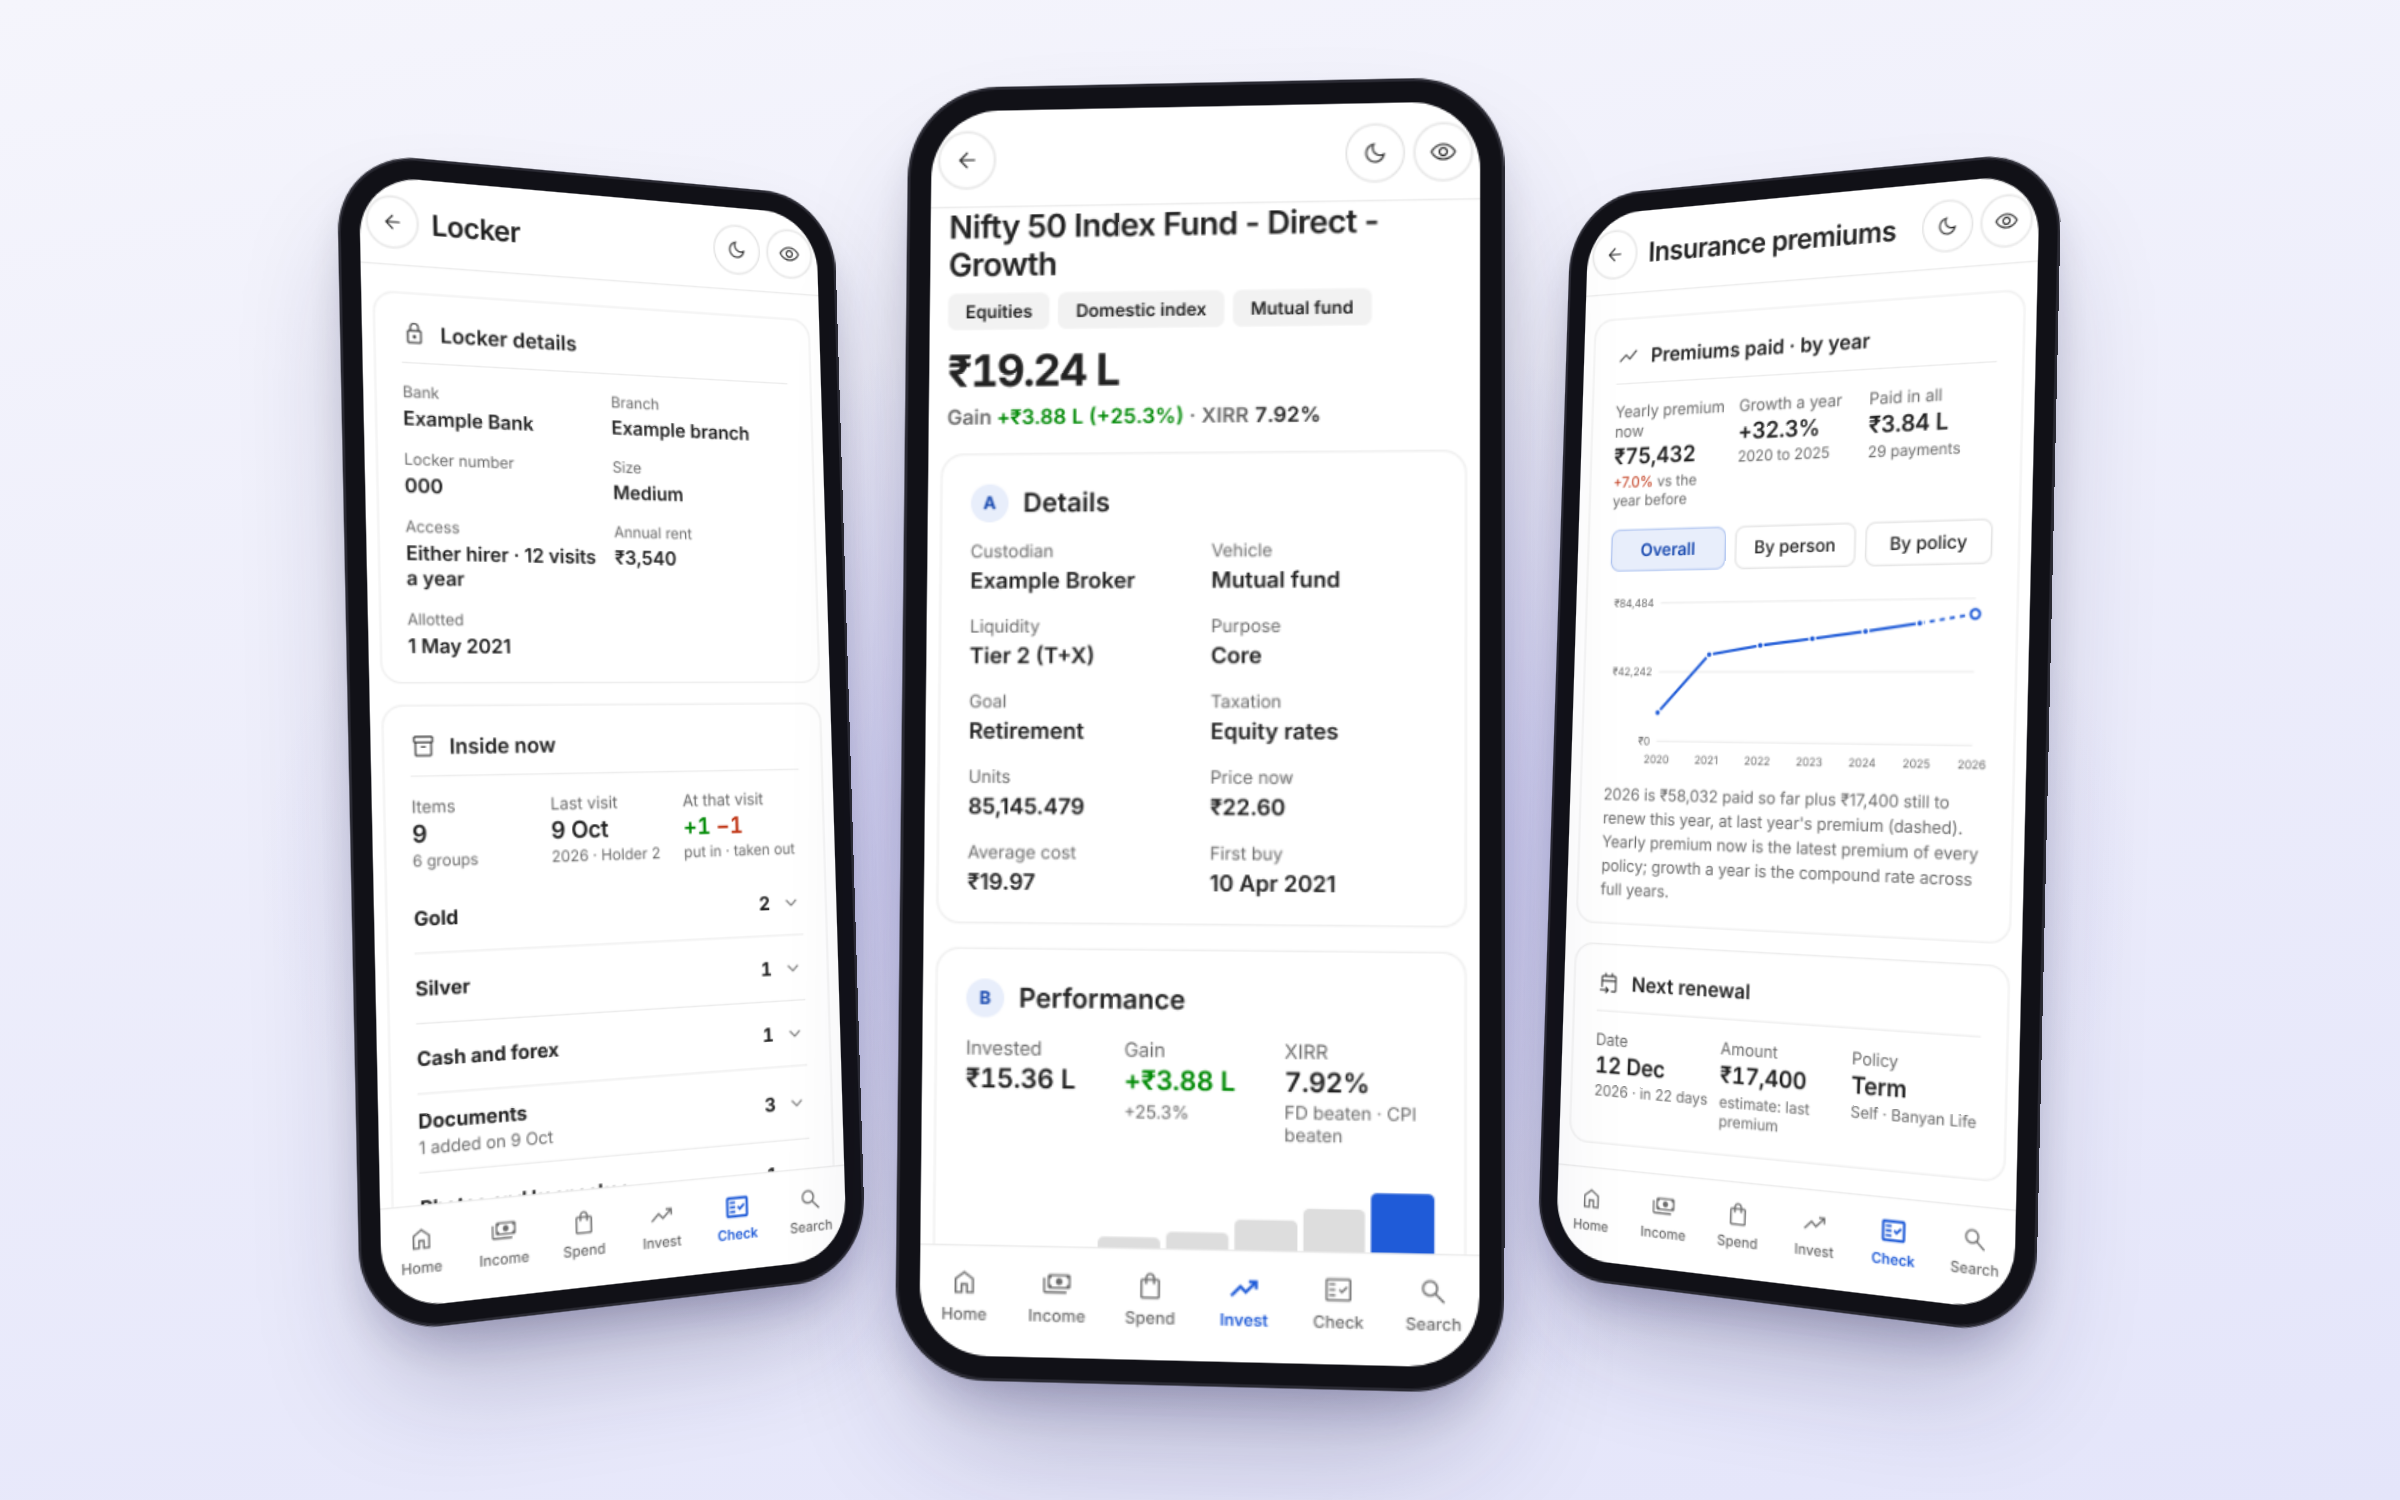 Locker
Locker details
Bank
Example Bank
Branch
Example branch
Locker number
000
Size
Medium
Access
Either hirer · 12 visits
a year
Annual rent
₹3,540
Allotted
1 May 2021
Inside now
Items
9
6 groups
Last visit
9 Oct
2026 · Holder 2
At that visit
+1 −1
put in · taken out
Gold 2
Silver 1
Cash and forex 1
Documents 3
1 added on 9 Oct
Home Income Spend Invest Check Search
Nifty 50 Index Fund - Direct -
Growth
Equities Domestic index Mutual fund
₹19.24 L
Gain +₹3.88 L (+25.3%) · XIRR 7.92%
A Details
Custodian
Example Broker
Vehicle
Mutual fund
Liquidity
Tier 2 (T+X)
Purpose
Core
Goal
Retirement
Taxation
Equity rates
Units
85,145.479
Price now
₹22.60
Average cost
₹19.97
First buy
10 Apr 2021
B Performance
Invested
₹15.36 L
Gain
+₹3.88 L
+25.3%
XIRR
7.92%
FD beaten · CPI
beaten
Home Income Spend Invest Check Search
Insurance premiums
Premiums paid · by year
Yearly premium
now
₹75,432
+7.0% vs the
year before
Growth a year
+32.3%
2020 to 2025
Paid in all
₹3.84 L
29 payments
Overall By person By policy
₹84,484
₹42,242
₹0
2020 2021 2022 2023 2024 2025 2026
2026 is ₹58,032 paid so far plus ₹17,400 still to
renew this year, at last year's premium (dashed).
Yearly premium now is the latest premium of every
policy; growth a year is the compound rate across
full years.
Next renewal
Date
12 Dec
2026 · in 22 days
Amount
₹17,400
estimate: last
premium
Policy
Term
Self · Banyan Life
Home Income Spend Invest Check Search